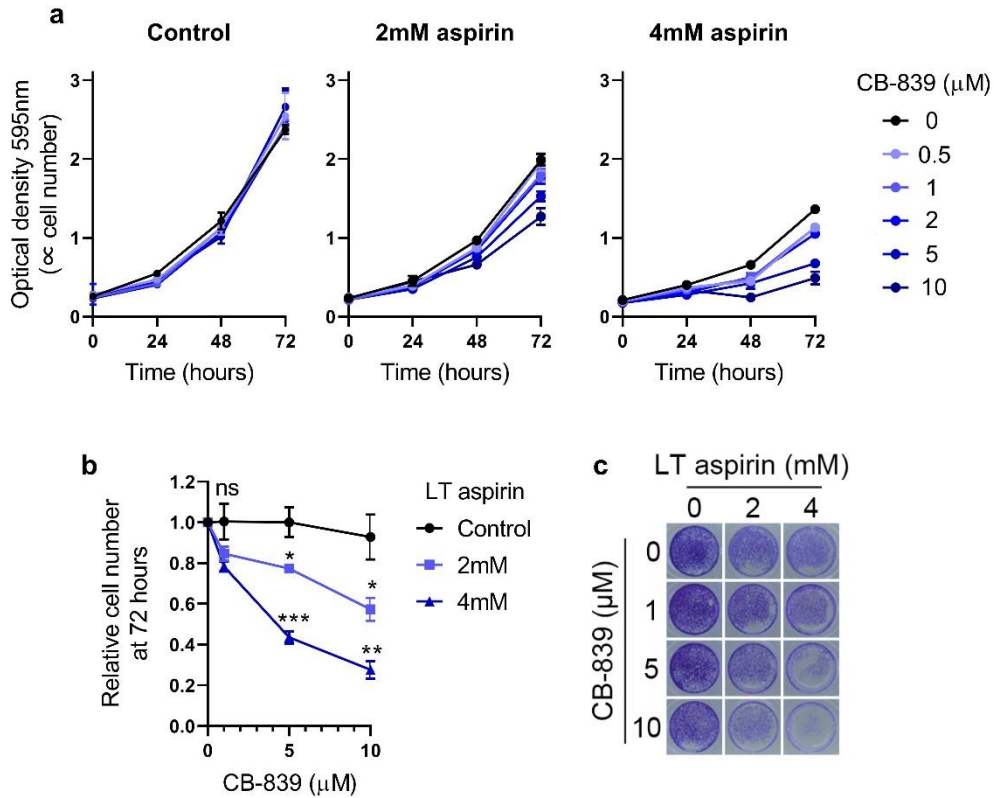 a
Control
2mM aspirin
4mM aspirin
Optical density 595nm
(∝ cell number)
3
2
1
0
0 24 48 72
Time (hours)
3
2
1
0
0 24 48 72
Time (hours)
3
2
1
0
0 24 48 72
Time (hours)
CB-839 (μM)
0
0.5
1
2
5
10
b
Relative cell number
at 72 hours
1.2
1.0
0.8
0.6
0.4
0.2
0.0
ns
*
*
***
**
0 5 10
CB-839 (μM)
LT aspirin
Control
2mM
4mM
c
LT aspirin (mM)
0 2 4
CB-839 (μM)
0
1
5
10